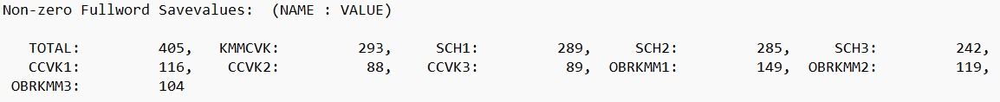 Non-zero Fullword Savevalues:  (NAME : VALUE)
TOTAL:          405,   KMMCVK:          293,     SCH1:          289,     SCH2:          285,     SCH3:          242,
CCVK1:          116,    CCVK2:           88,    CCVK3:           89,  OBRKMM1:          149,  OBRKMM2:          119,
OBRKMM3:          104